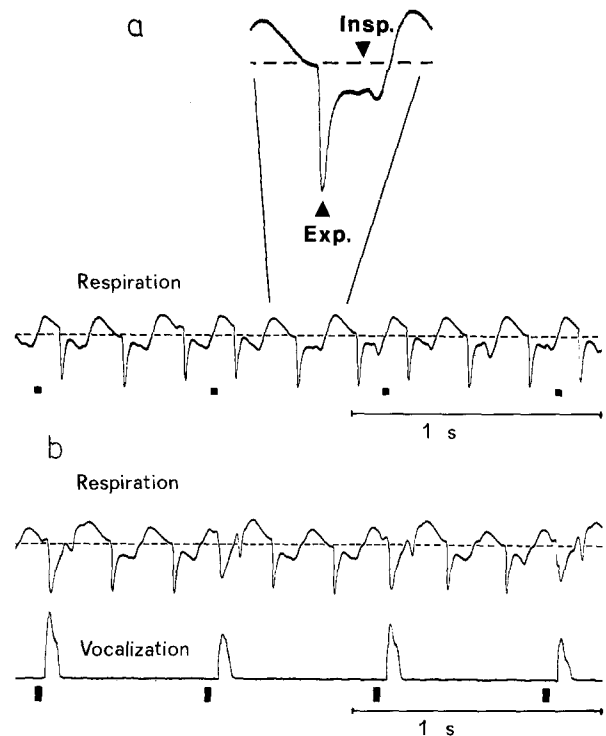 a
Insp.
Exp.
Respiration
1 s
b
Respiration
Vocalization
1 s